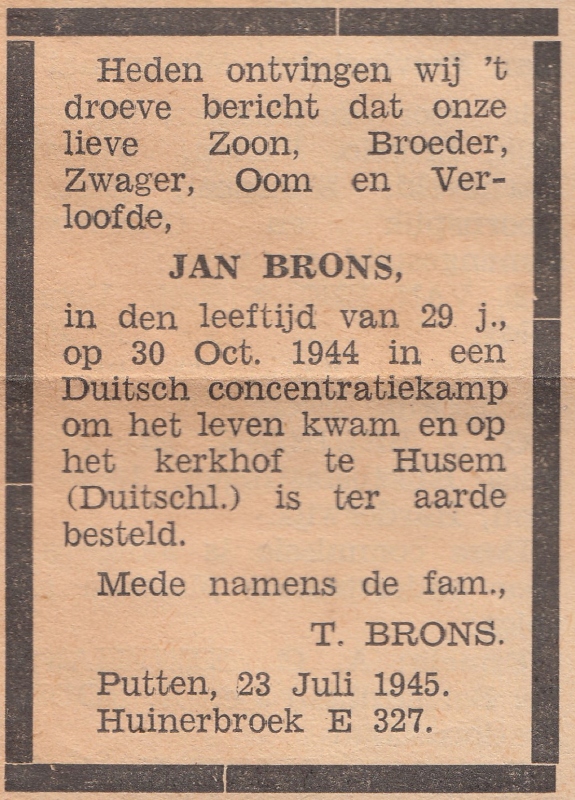 Heden ontvingen wij 't
droeve bericht dat onze
lieve Zoon, Broeder,
Zwager, Oom en Ver-
loofde,
JAN BRONS,
in den leeftijd van 29 j.,
op 30 Oct. 1944 in een
Duitsch concentratiekamp
om het leven kwam en op
het kerkhof te Husem
(Duitschl.) is ter aarde
besteld.
Mede namens de fam.,
T. BRONS.
Putten, 23 Juli 1945.
Huinerbroek E 327.